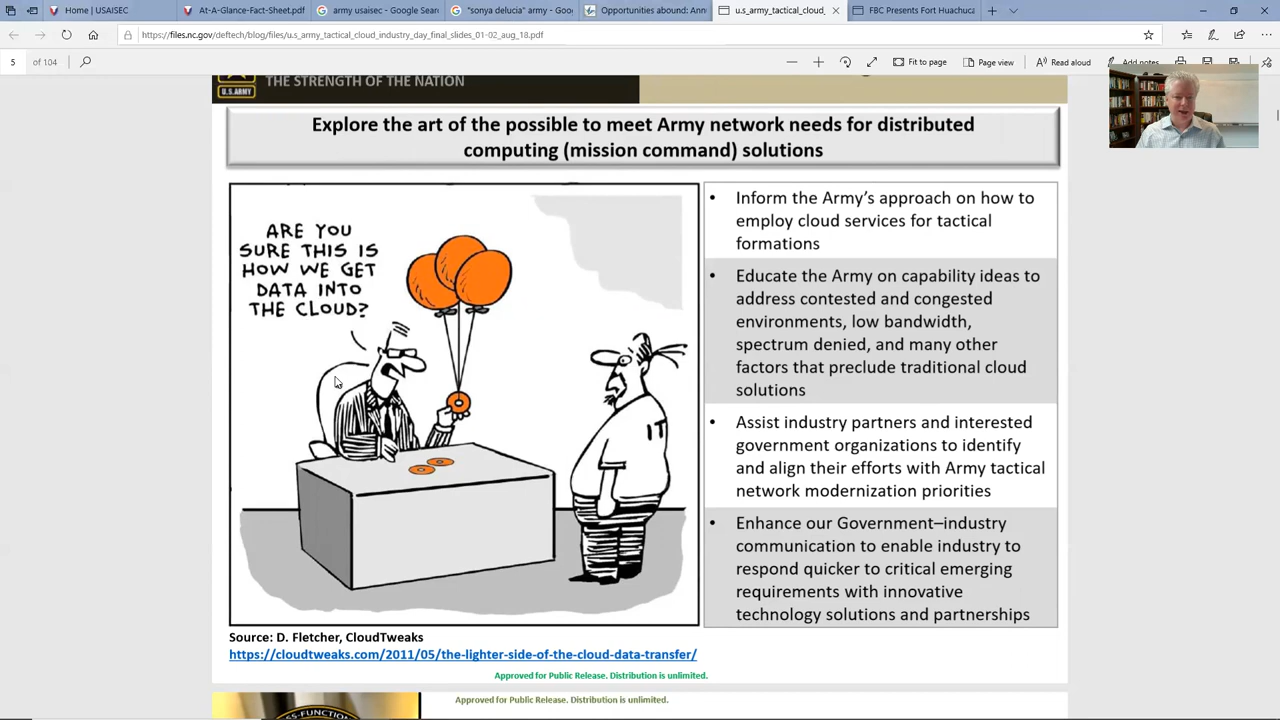 Home | USAISEC
At-A-Glance-Fact-Sheet.pdf
army usaisec - Google Sear
"sonya delucia" army - Goo
Opportunities abound: Ann
u.s_army_tactical_cloud_
FBC Presents Fort Huachuca
https://files.nc.gov/deftech/blog/files/u.s_army_tactical_cloud_industry_day_final_slides_01-02_aug_18.pdf
5 of 104
Fit to page
Page view
Read aloud
Add notes
U.S.ARMY
THE STRENGTH OF THE NATION
Explore the art of the possible to meet Army network needs for distributed
computing (mission command) solutions
ARE YOU
SURE THIS IS
HOW WE GET
DATA INTO
THE CLOUD?
IT
• Inform the Army's approach on how to
employ cloud services for tactical
formations
• Educate the Army on capability ideas to
address contested and congested
environments, low bandwidth,
spectrum denied, and many other
factors that preclude traditional cloud
solutions
• Assist industry partners and interested
government organizations to identify
and align their efforts with Army tactical
network modernization priorities
• Enhance our Government–industry
communication to enable industry to
respond quicker to critical emerging
requirements with innovative
technology solutions and partnerships
Source: D. Fletcher, CloudTweaks
https://cloudtweaks.com/2011/05/the-lighter-side-of-the-cloud-data-transfer/
Approved for Public Release. Distribution is unlimited.
Approved for Public Release. Distribution is unlimited.